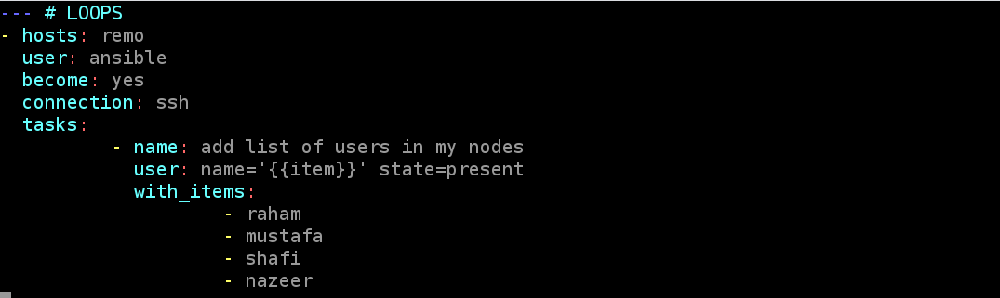 --- # LOOPS
- hosts: remo
  user: ansible
  become: yes
  connection: ssh
  tasks:
          - name: add list of users in my nodes
            user: name='{{item}}' state=present
            with_items:
                    - raham
                    - mustafa
                    - shafi
                    - nazeer